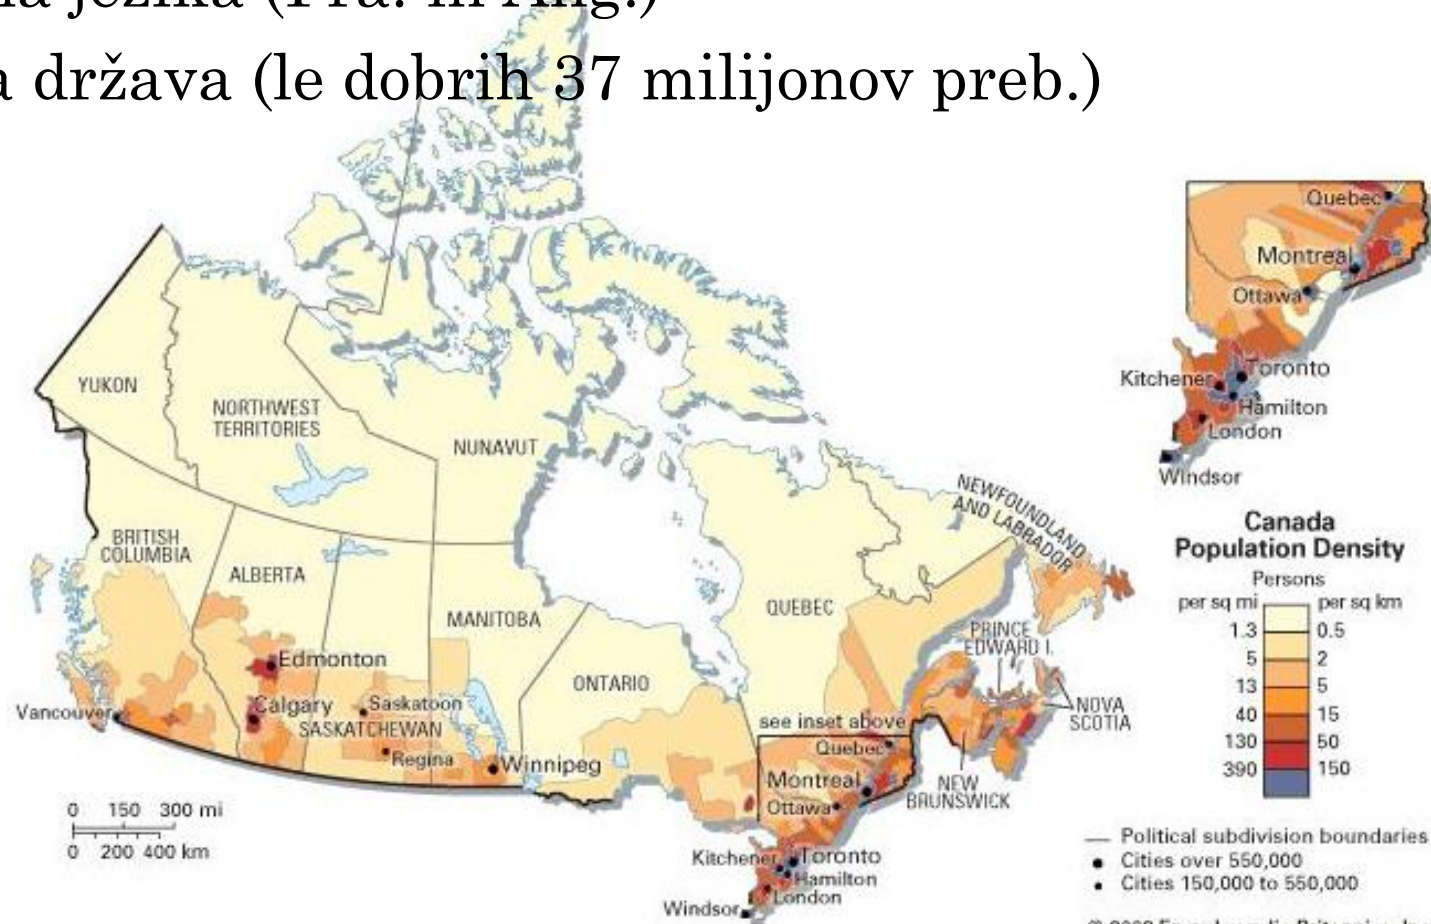 država (le dobrih 37 milijonov preb.)
Quebec
Montreal
Ottawa
Toronto
Kitchener
Hamilton
London
Windsor
YUKON
NORTHWEST
TERRITORIES
NUNAVUT
BRITISH
COLUMBIA
ALBERTA
MANITOBA
ONTARIO
QUEBEC
NEWFOUNDLAND
AND LABRADOR
PRINCE
EDWARD I.
NOVA
SCOTIA
NEW
BRUNSWICK
Edmonton
Calgary
Saskatoon
SASKATCHEWAN
Regina
Winnipeg
Vancouver
see inset above
Quebec
Montreal
Ottawa
Kitchener
Toronto
Hamilton
London
Windsor
0 150 300 mi
0 200 400 km
Canada
Population Density
Persons
per sq mi per sq km
1.3 0.5
5 2
13 5
40 15
130 50
390 150
Political subdivision boundaries
Cities over 550,000
Cities 150,000 to 550,000